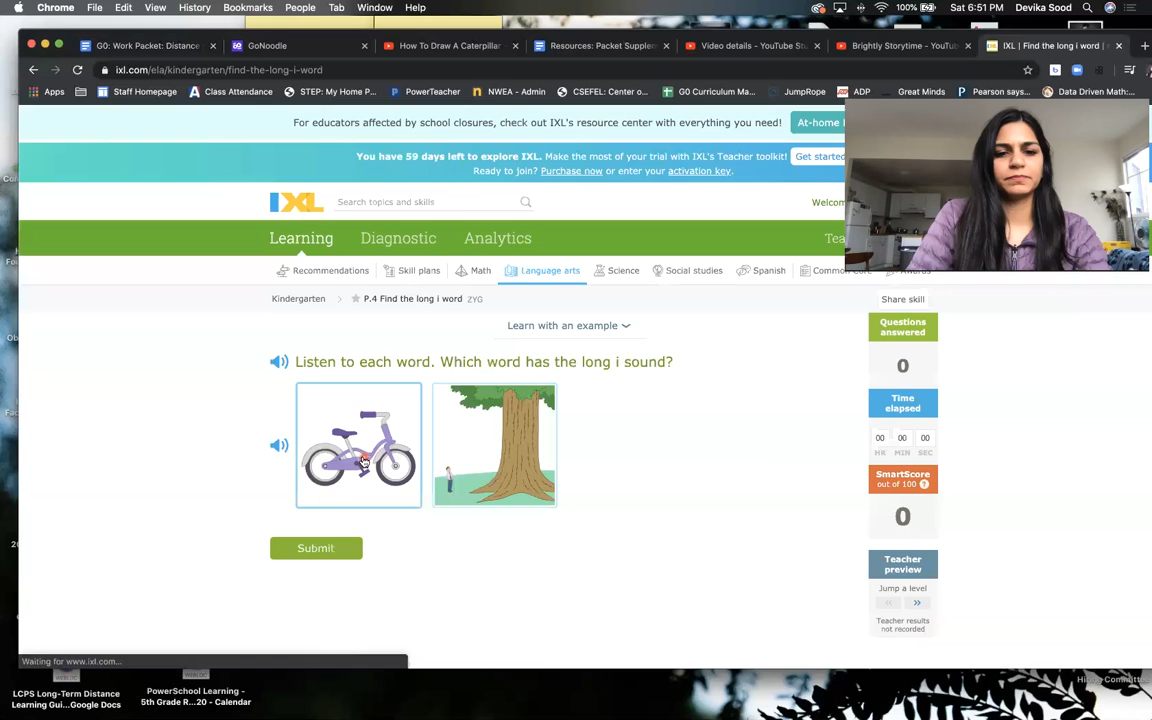 Chrome File Edit View History Bookmarks People Tab Window Help 100% Sat 6:51 PM Devika Sood
G0: Work Packet: Distance × GoNoodle × How To Draw A Caterpillar × Resources: Packet Supplem × Video details - YouTube Stu × Brightly Storytime - YouTub × IXL | Find the long i word | ×
ixl.com/ela/kindergarten/find-the-long-i-word
Apps Staff Homepage Class Attendance STEP: My Home P... PowerTeacher NWEA - Admin CSEFEL: Center o... G0 Curriculum Ma... JumpRope ADP Great Minds Pearson says... Data Driven Math:...
For educators affected by school closures, check out IXL's resource center with everything you need! At-home
You have 59 days left to explore IXL. Make the most of your trial with IXL's Teacher toolkit! Get started
Ready to join? Purchase now or enter your activation key.
IXL Search topics and skills Welcom
Learning Diagnostic Analytics Tea
Recommendations Skill plans Math Language arts Science Social studies Spanish Common Core Awards
Kindergarten > P.4 Find the long i word ZYG Share skill
Learn with an example
Listen to each word. Which word has the long i sound?
Submit
Questions
answered
0
Time
elapsed
00 00 00
HR MIN SEC
SmartScore
out of 100 ?
0
Teacher
preview
Jump a level
« »
Teacher results
not recorded
Waiting for www.ixl.com...
LCPS Long-Term Distance
Learning Gui...Google Docs
PowerSchool Learning -
5th Grade R...20 - Calendar